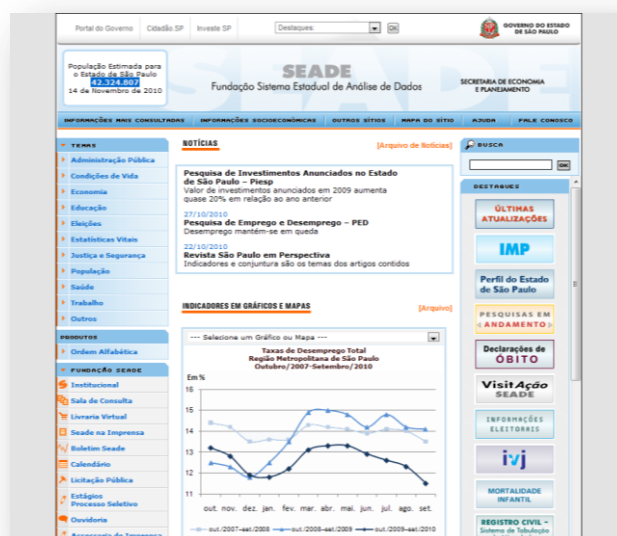 Portal do Governo Cidadão SP Investe SP Destaques: OK GOVERNO DO ESTADO
DE SÃO PAULO
População Estimada para
o Estado de São Paulo
42.324.807
14 de Novembro de 2010
SEADE
Fundação Sistema Estadual de Análise de Dados
SECRETARIA DE ECONOMIA
E PLANEJAMENTO
INFORMAÇÕES MAIS CONSULTADAS INFORMAÇÕES SOCIOECONÔMICAS OUTROS SÍTIOS MAPA DO SÍTIO AJUDA FALE CONOSCO
TEMAS
Administração Pública
Condições de Vida
Economia
Educação
Eleições
Estatísticas Vitais
Justiça e Segurança
População
Saúde
Trabalho
Outros
PRODUTOS
Ordem Alfabética
FUNDAÇÃO SEADE
Institucional
Sala de Consulta
Livraria Virtual
Seade na Imprensa
Boletim Seade
Calendário
Licitação Pública
Estágios
Processo Seletivo
Ouvidoria
Assessoria de Imprensa
NOTÍCIAS [Arquivo de Notícias]
Pesquisa de Investimentos Anunciados no Estado
de São Paulo – Piesp
Valor de investimentos anunciados em 2009 aumenta
quase 20% em relação ao ano anterior
27/10/2010
Pesquisa de Emprego e Desemprego – PED
Desemprego mantém-se em queda
22/10/2010
Revista São Paulo em Perspectiva
Indicadores e conjuntura são os temas dos artigos contidos
INDICADORES EM GRÁFICOS E MAPAS [Arquivo]
--- Selecione um Gráfico ou Mapa ---
Taxas de Desemprego Total
Região Metropolitana de São Paulo
Outubro/2007-Setembro/2010
Em %
16
15
14
13
12
11
out. nov. dez. jan. fev. mar. abr. mai. jun. jul. ago. set.
out./2007-set./2008 out./2008-set./2009 out./2009-set./2010
BUSCA
OK
DESTAQUES
ÚLTIMAS
ATUALIZAÇÕES
IMP
Perfil do Estado
de São Paulo
PESQUISAS EM
ANDAMENTO
Declarações de
ÓBITO
VisitAção
SEADE
INFORMAÇÕES
ELEITORAIS
ivj
MORTALIDADE
INFANTIL
REGISTRO CIVIL –
Sistema de Tabulação